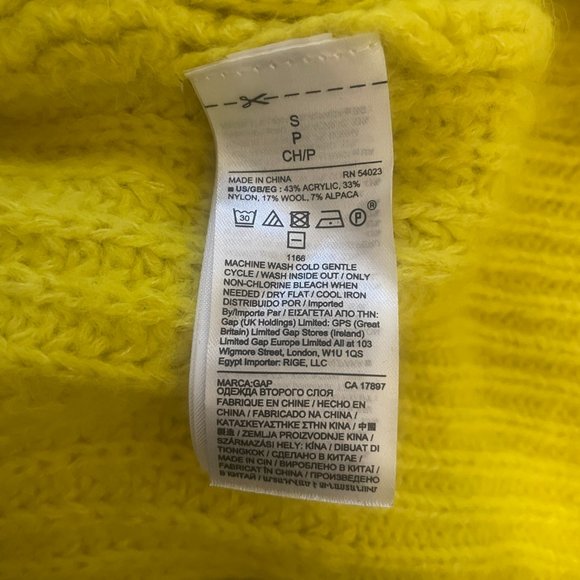 S
P
CH/P
MADE IN CHINA RN 54023
US/GB/EG : 43% ACRYLIC, 33%
NYLON, 17% WOOL, 7% ALPACA
30 P ®
1166
MACHINE WASH COLD GENTLE
CYCLE / WASH INSIDE OUT / ONLY
NON-CHLORINE BLEACH WHEN
NEEDED / DRY FLAT / COOL IRON
DISTRIBUIDO POR / Imported
By/Importe Par / ΕΙΣΑΓΕΤΑΙ ΑΠΟ ΤΗΝ:
Gap (UK Holdings) Limited: GPS (Great
Britain) Limited Gap Stores (Ireland)
Limited Gap Europe Limited All at 103
Wigmore Street, London, W1U 1QS
Egypt Importer: RIGE, LLC
MARCA:GAP CA 17897
ОДЕЖДА ВТОРОГО СЛОЯ
FABRIQUE EN CHINE / HECHO EN
CHINA / FABRICADO NA CHINA /
ΚΑΤΑΣΚΕΥΑΣΤΗΚΕ ΣΤΗΝ ΚΙΝΑ / 中
国 / ZEMLJA PROIZVODNJE KINA /
SZÁRMAZÁSI HELY: KÍNA / DIBUAT DI
TIONGKOK / СДЕЛАНО В КИТАЕ /
MADE IN CIN / ВИРОБЛЕНО В КИТАЇ /
FABRICAT ÎN CHINA / ПРОИЗВЕДЕНО
В КИТАЙ /